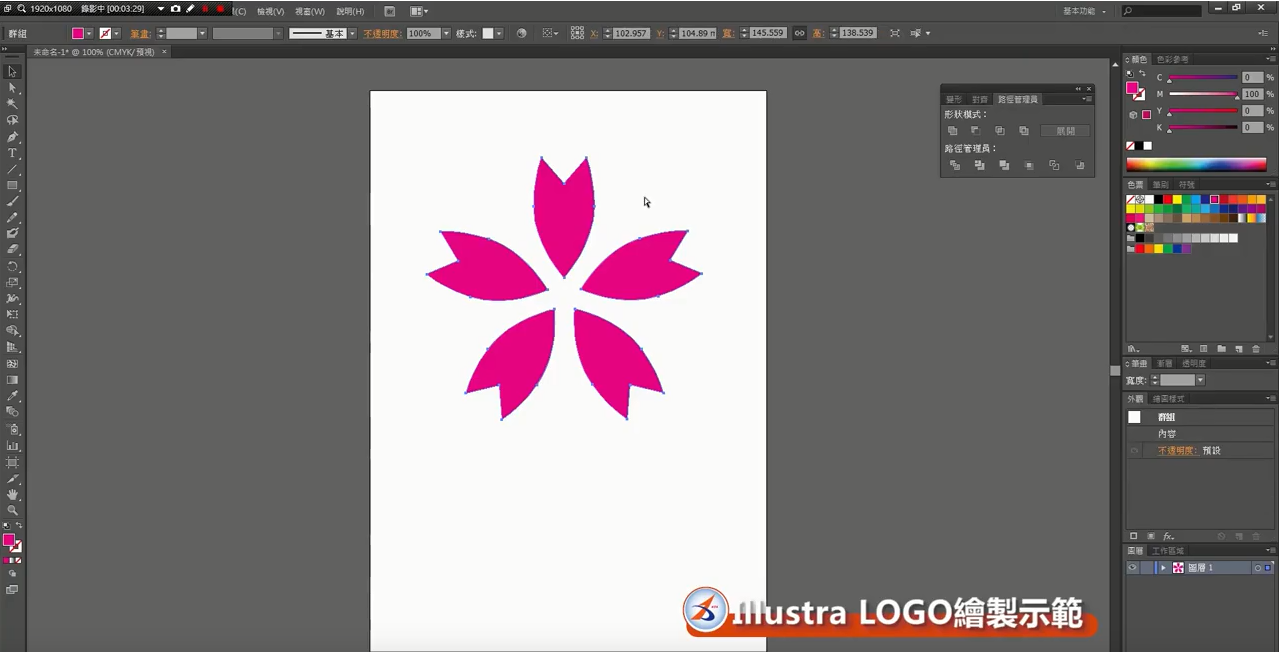 1920x1080 錄影中 [00:03:29]
(C) 檢視(V) 視窗(W) 說明(H) 基本功能
群組 筆畫: 基本 不透明度: 100% 樣式: X: 102.957 Y: 104.89 m 寬: 145.559 高: 138.539
未命名-1* @ 100% (CMYK/預視) ×
顏色 色彩參考
C 0 %
M 100 %
Y 0 %
K 0 %
變形 對齊 路徑管理員
形狀模式:
展開
路徑管理員:
色票 筆刷 符號
筆畫 漸層 透明度
寬度:
外觀 繪圖樣式
群組
內容
不透明度: 預設
fx
圖層 工作區域
圖層 1
Illustra LOGO繪製示範